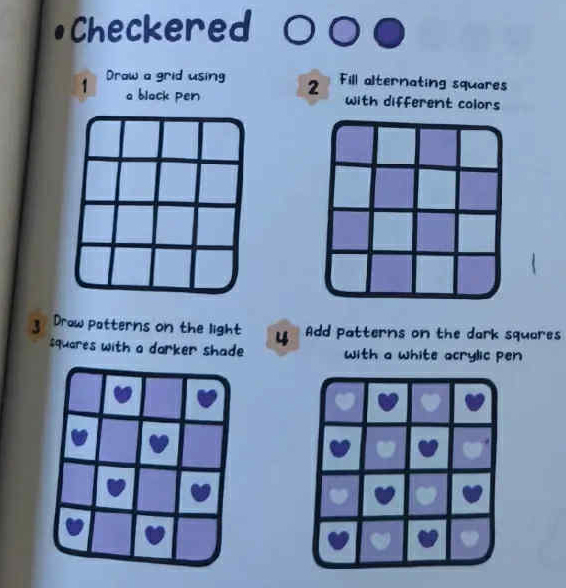 • Checkered
1
Draw a grid using
a black pen
2
Fill alternating squares
with different colors
3
Draw patterns on the light
squares with a darker shade
4
Add patterns on the dark squares
with a white acrylic pen